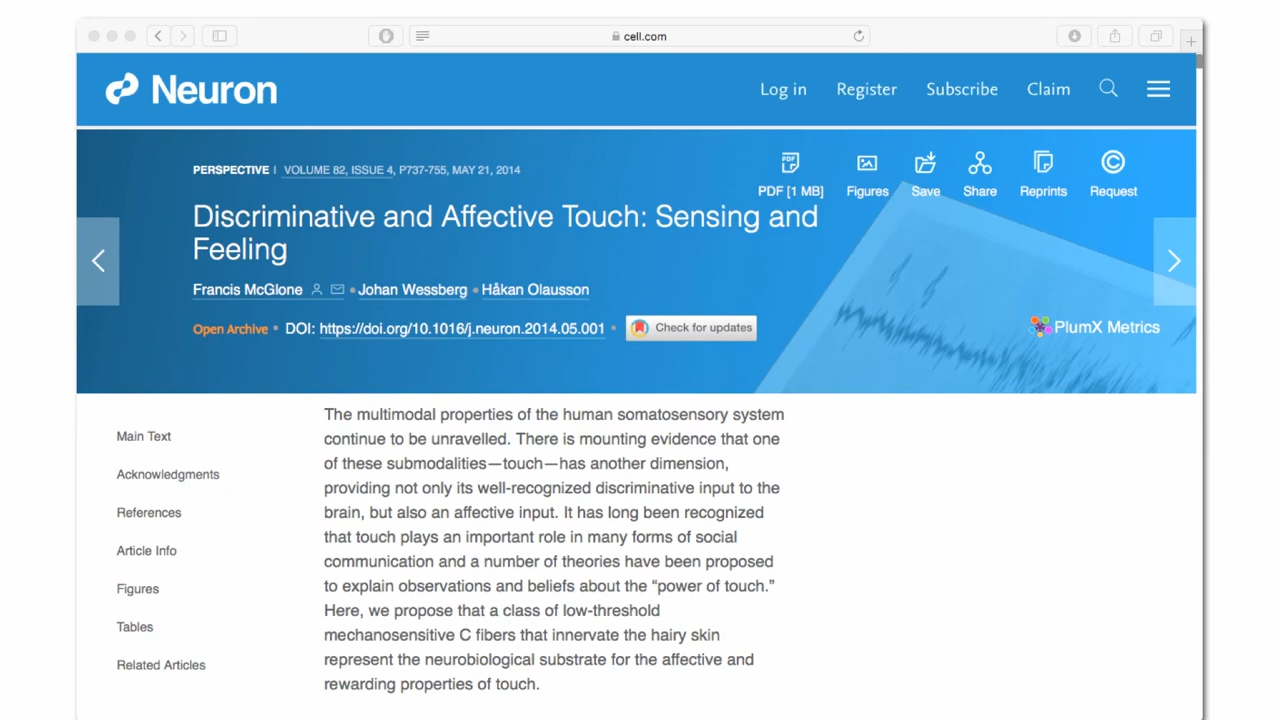 cell.com
Neuron
Log in Register Subscribe Claim
PERSPECTIVE | VOLUME 82, ISSUE 4, P737-755, MAY 21, 2014
PDF [1 MB] Figures Save Share Reprints Request
Discriminative and Affective Touch: Sensing and
Feeling
Francis McGlone • Johan Wessberg • Håkan Olausson
Open Archive • DOI: https://doi.org/10.1016/j.neuron.2014.05.001 • Check for updates
PlumX Metrics
Main Text
Acknowledgments
References
Article Info
Figures
Tables
Related Articles
The multimodal properties of the human somatosensory system
continue to be unravelled. There is mounting evidence that one
of these submodalities—touch—has another dimension,
providing not only its well-recognized discriminative input to the
brain, but also an affective input. It has long been recognized
that touch plays an important role in many forms of social
communication and a number of theories have been proposed
to explain observations and beliefs about the “power of touch.”
Here, we propose that a class of low-threshold
mechanosensitive C fibers that innervate the hairy skin
represent the neurobiological substrate for the affective and
rewarding properties of touch.